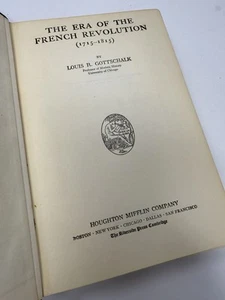 THE ERA OF THE
FRENCH REVOLUTION
(1715-1815)
BY
LOUIS R. GOTTSCHALK
University of Chicago
HOUGHTON MIFFLIN COMPANY
BOSTON · NEW YORK · CHICAGO · DALLAS · SAN FRANCISCO
The Riverside Press Cambridge